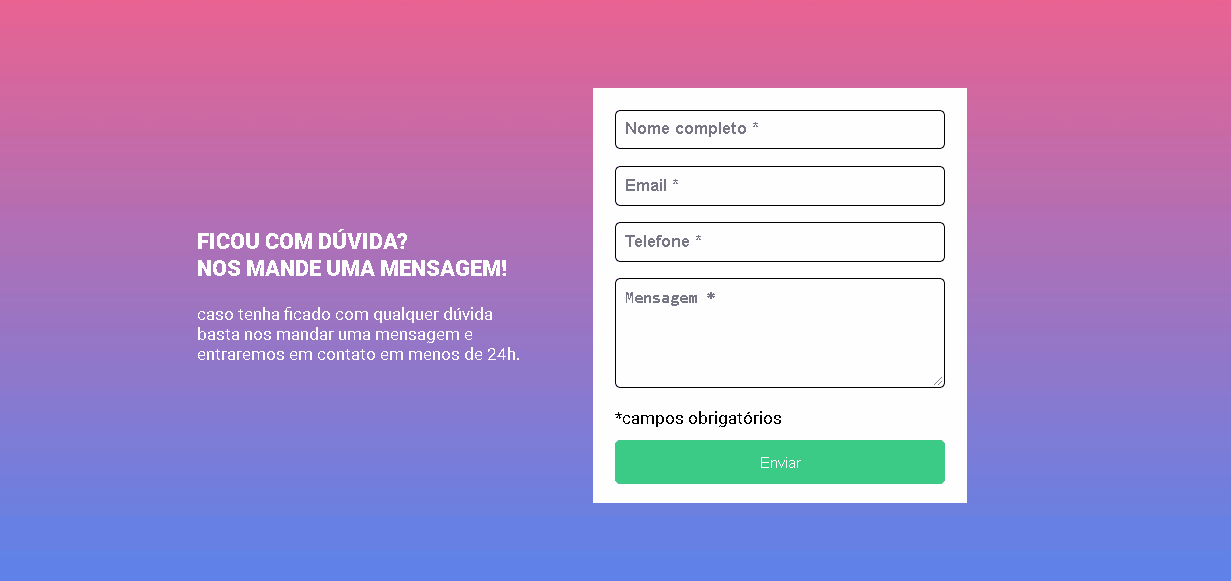 FICOU COM DÚVIDA?
NOS MANDE UMA MENSAGEM!
caso tenha ficado com qualquer dúvida
basta nos mandar uma mensagem e
entraremos em contato em menos de 24h.
Nome completo *
Email *
Telefone *
Mensagem *
*campos obrigatórios
Enviar